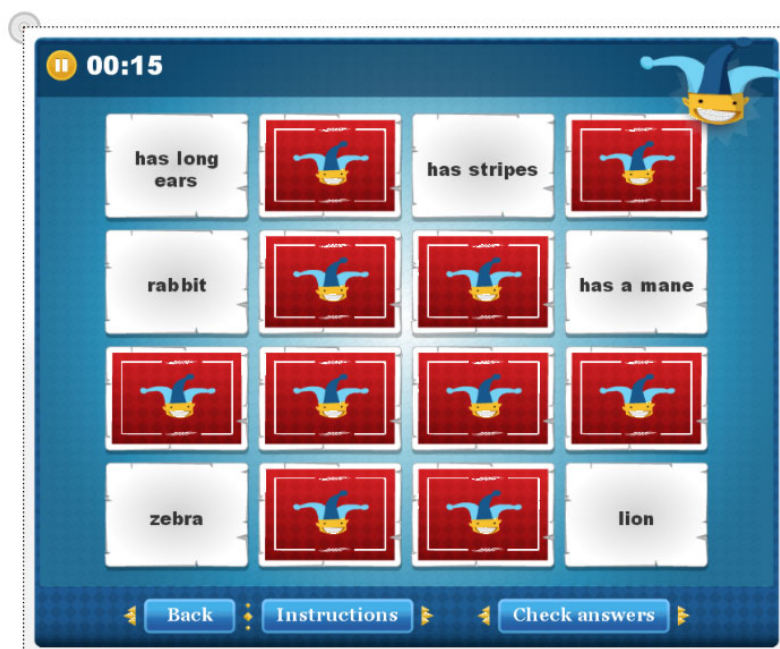 00:15
has long
ears
has stripes
rabbit
has a mane
zebra
lion
Back
Instructions
Check answers